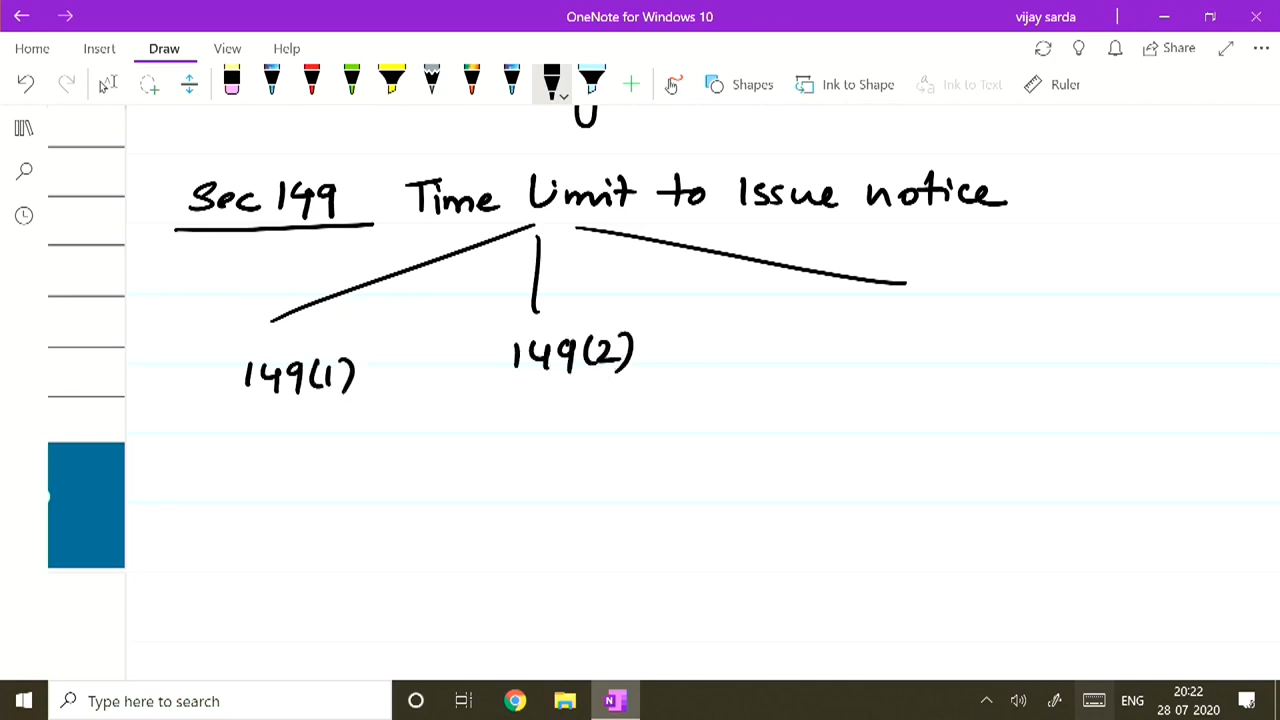 OneNote for Windows 10
vijay sarda
Home Insert Draw View Help
Share
Shapes Ink to Shape Ink to Text Ruler
Sec 149 Time Limit to Issue notice
149(1) 149(2)
Type here to search
ENG
20:22
28-07-2020